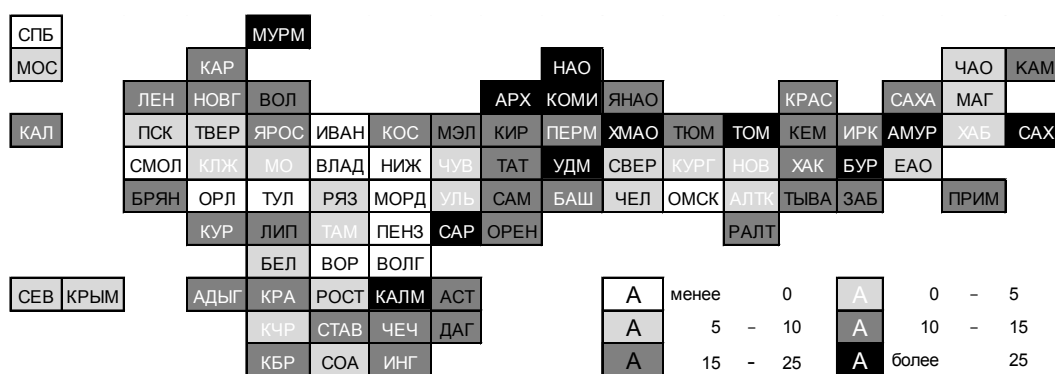 СПБ МУРМ
МОС КАР НАО ЧАО КАМ
ЛЕН НОВГ ВОЛ АРХ КОМИ ЯНАО КРАС САХА МАГ
КАЛ ПСК ТВЕР ЯРОС ИВАН КОС МЭЛ КИР ПЕРМ ХМАО ТЮМ ТОМ КЕМ ИРК АМУР ХАБ САХ
СМОЛ КЛЖ МО ВЛАД НИЖ ЧУВ ТАТ УДМ СВЕР КУРГ НОВ ХАК БУР ЕАО
БРЯН ОРЛ ТУЛ РЯЗ МОРД УЛЬ САМ БАШ ЧЕЛ ОМСК АЛТК ТЫВА ЗАБ ПРИМ
КУР ЛИП ТАМ ПЕНЗ САР ОРЕН РАЛТ
БЕЛ ВОР ВОЛГ
СЕВ КРЫМ АДЫГ КРА РОСТ КАЛМ АСТ А менее 0 А 0 – 5
КЧР СТАВ ЧЕЧ ДАГ А 5 – 10 А 10 – 15
КБР СОА ИНГ А 15 - 25 А более 25